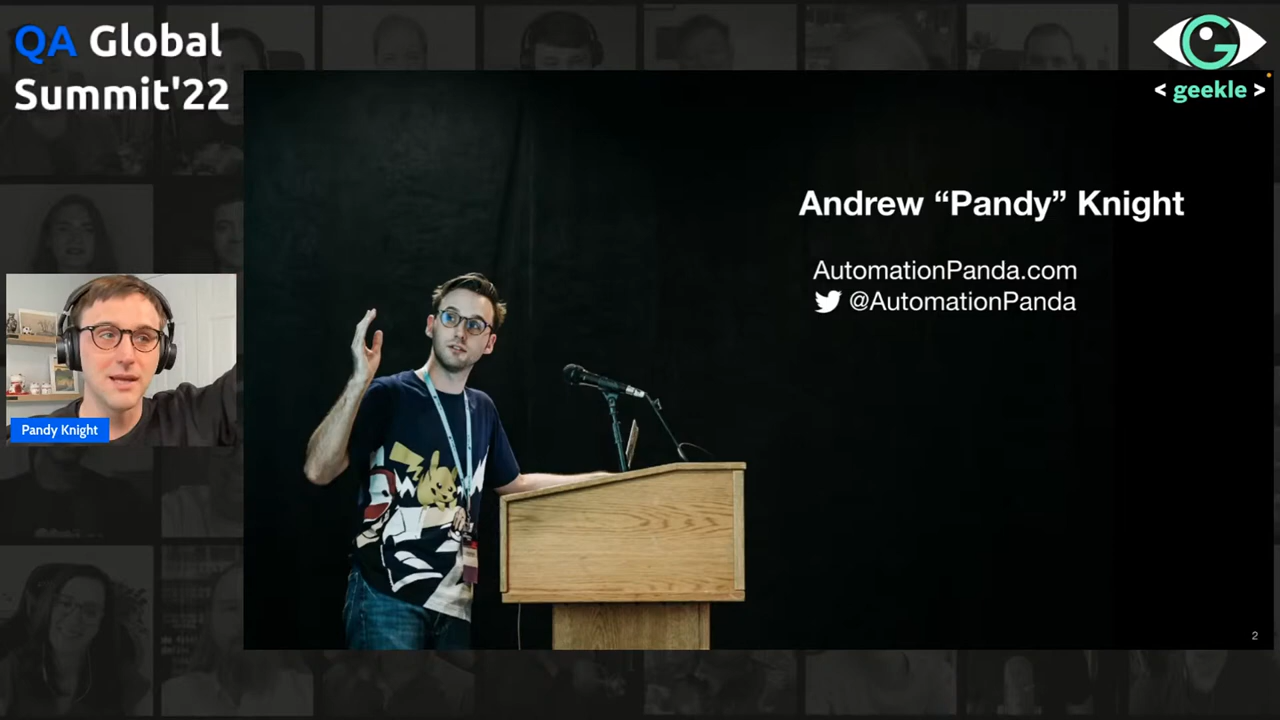 QA Global
Summit'22
< geekle >
Andrew “Pandy” Knight
AutomationPanda.com
@AutomationPanda
Pandy Knight
2